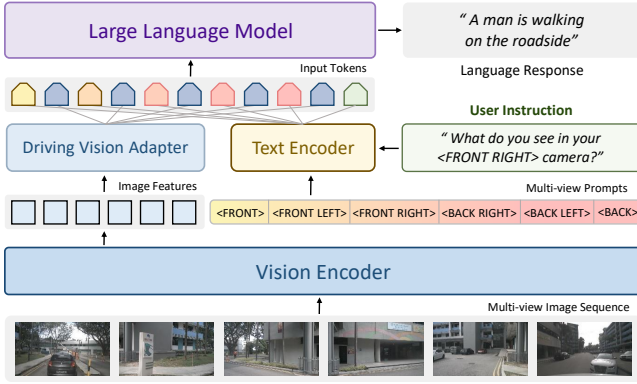 Large Language Model
“ A man is walking
on the roadside”
Input Tokens
Language Response
User Instruction
Driving Vision Adapter
Text Encoder
“ What do you see in your
<FRONT RIGHT> camera?”
Image Features
Multi-view Prompts
<FRONT> <FRONT LEFT> <FRONT RIGHT> <BACK RIGHT> <BACK LEFT> <BACK>
Vision Encoder
Multi-view Image Sequence